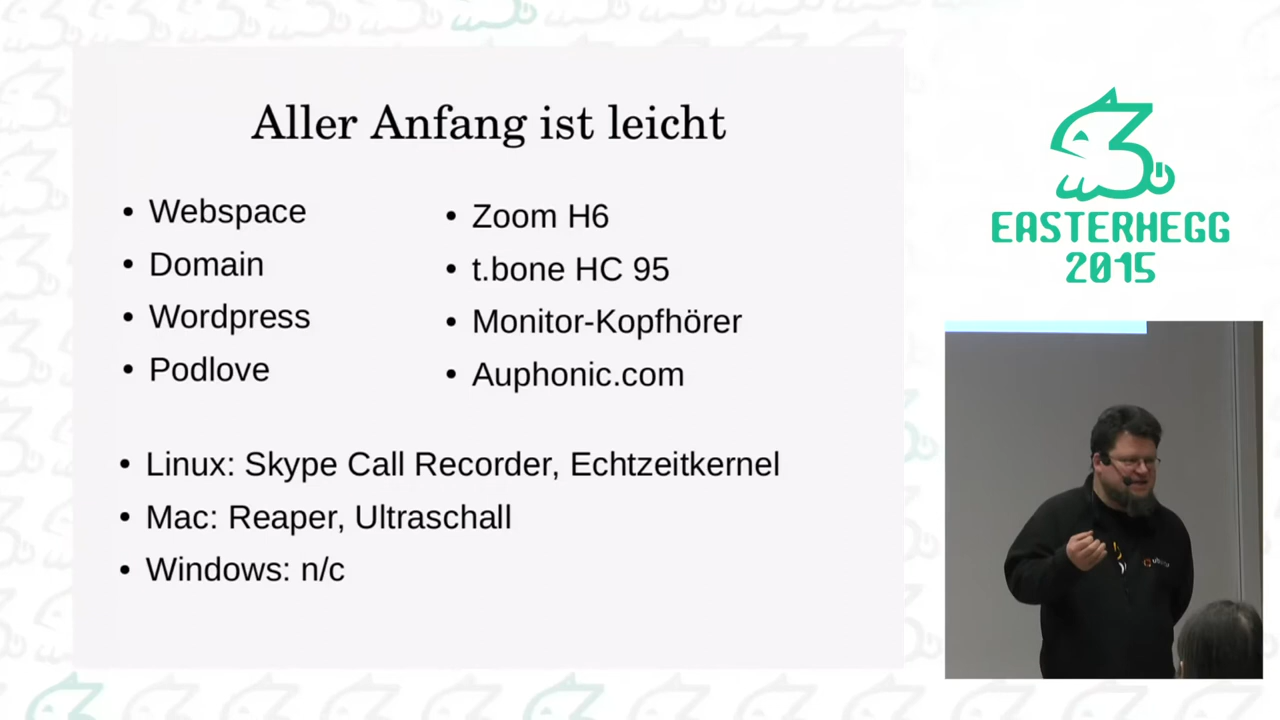 Aller Anfang ist leicht
• Webspace
• Domain
• Wordpress
• Podlove
• Zoom H6
• t.bone HC 95
• Monitor-Kopfhörer
• Auphonic.com
• Linux: Skype Call Recorder, Echtzeitkernel
• Mac: Reaper, Ultraschall
• Windows: n/c
EASTERHEGG
2015